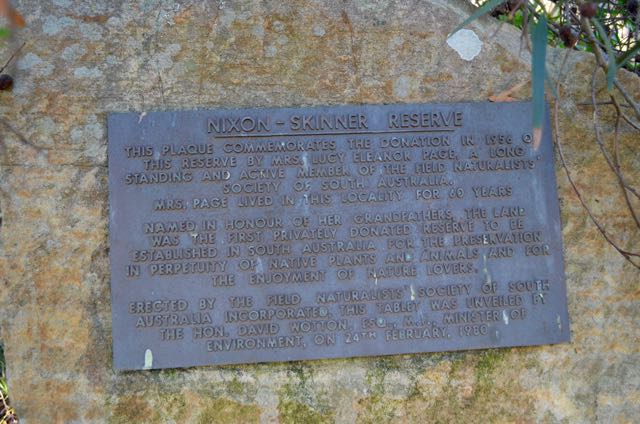 NIXON - SKINNER RESERVE
THIS PLAQUE COMMEMORATES THE DONATION IN 1956 OF
THIS RESERVE BY MRS. LUCY ELEANOR PAGE, A LONG
STANDING AND ACTIVE MEMBER OF THE FIELD NATURALISTS'
SOCIETY OF SOUTH AUSTRALIA.
MRS. PAGE LIVED IN THIS LOCALITY FOR 60 YEARS
NAMED IN HONOUR OF HER GRANDFATHERS, THE LAND
WAS THE FIRST PRIVATELY DONATED RESERVE TO BE
ESTABLISHED IN SOUTH AUSTRALIA FOR THE PRESERVATION
IN PERPETUITY OF NATIVE PLANTS AND ANIMALS AND FOR
THE ENJOYMENT OF NATURE LOVERS.
ERECTED BY THE FIELD NATURALISTS' SOCIETY OF SOUTH
AUSTRALIA INCORPORATED, THIS TABLET WAS UNVEILED BY
THE HON. DAVID WOTTON, ESQ., M.P., MINISTER OF
ENVIRONMENT, ON 24TH FEBRUARY, 1980